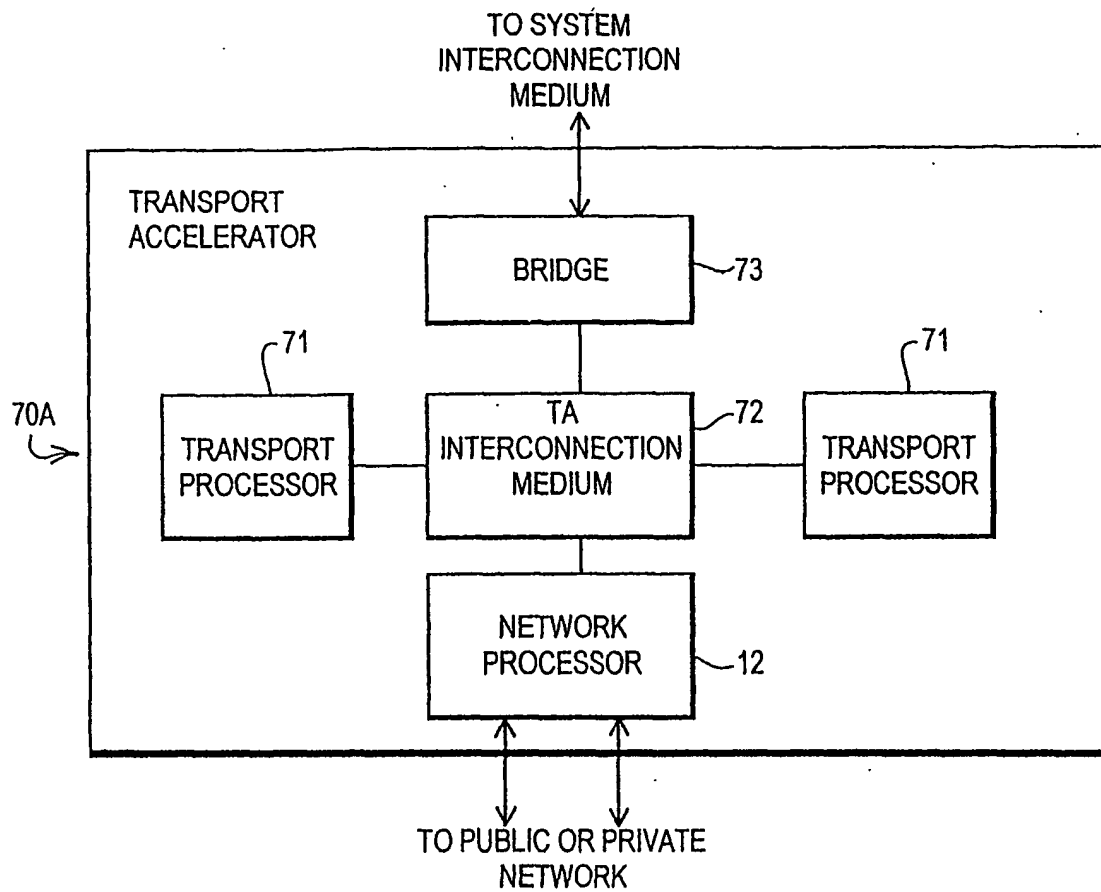 TO SYSTEM
INTERCONNECTION
MEDIUM
TRANSPORT
ACCELERATOR
BRIDGE
73
71
71
70A
TRANSPORT
PROCESSOR
TA
INTERCONNECTION
MEDIUM
72
TRANSPORT
PROCESSOR
NETWORK
PROCESSOR
12
TO PUBLIC OR PRIVATE
NETWORK